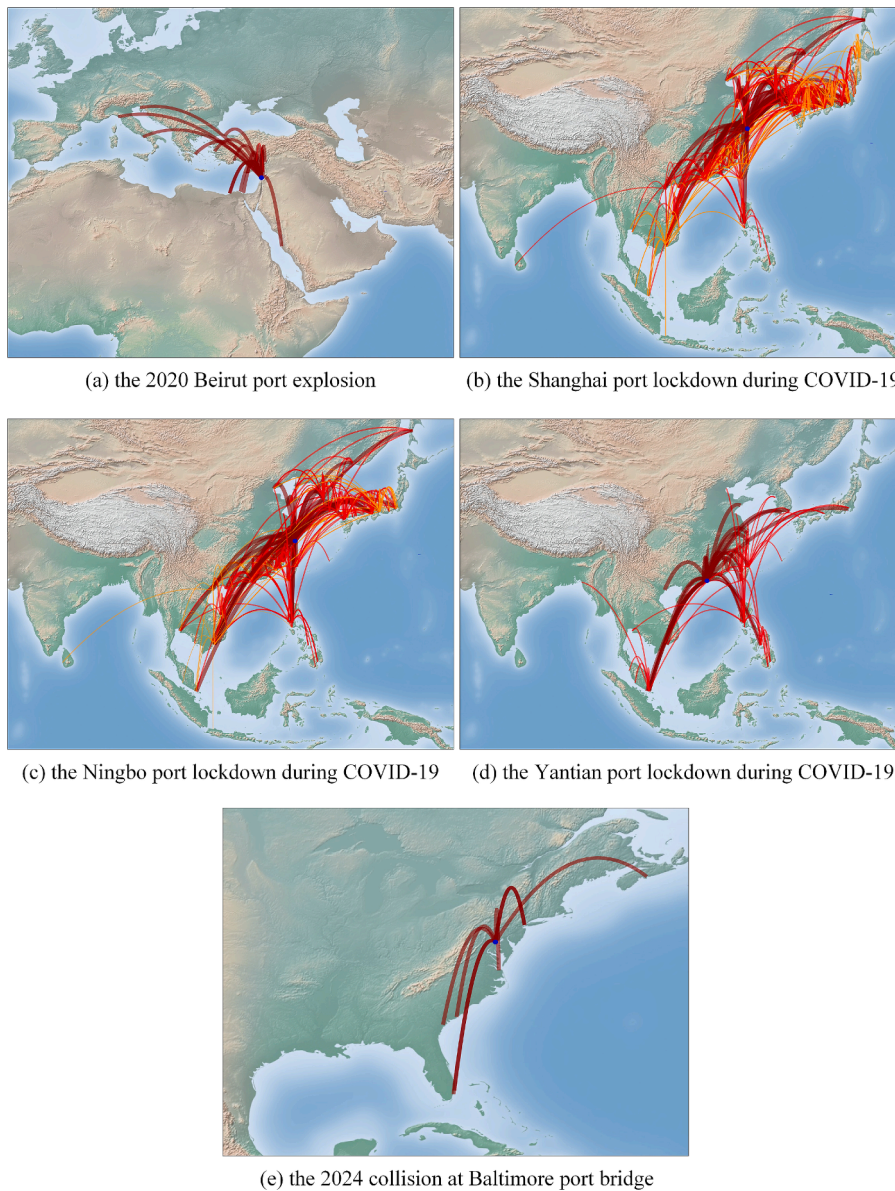 (a) the 2020 Beirut port explosion
(b) the Shanghai port lockdown during COVID-19
(c) the Ningbo port lockdown during COVID-19
(d) the Yantian port lockdown during COVID-19
(e) the 2024 collision at Baltimore port bridge